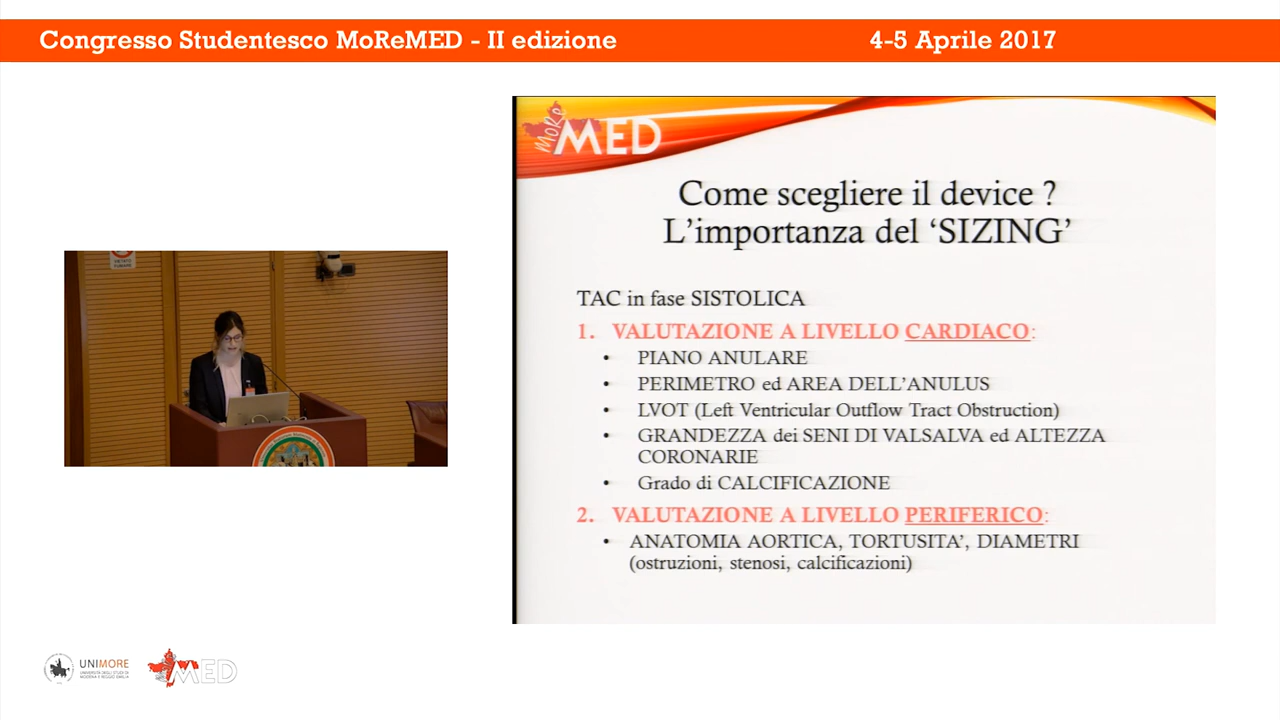 Congresso Studentesco MoReMED - II edizione 4-5 Aprile 2017
MoRe MED
Come scegliere il device ?
L'importanza del 'SIZING'
TAC in fase SISTOLICA
1. VALUTAZIONE A LIVELLO CARDIACO:
• PIANO ANULARE
• PERIMETRO ed AREA DELL'ANULUS
• LVOT (Left Ventricular Outflow Tract Obstruction)
• GRANDEZZA dei SENI DI VALSALVA ed ALTEZZA
CORONARIE
• Grado di CALCIFICAZIONE
2. VALUTAZIONE A LIVELLO PERIFERICO:
• ANATOMIA AORTICA, TORTUSITA', DIAMETRI
(ostruzioni, stenosi, calcificazioni)
UNIMORE
UNIVERSITÀ DEGLI STUDI DI
MODENA E REGGIO EMILIA
MED